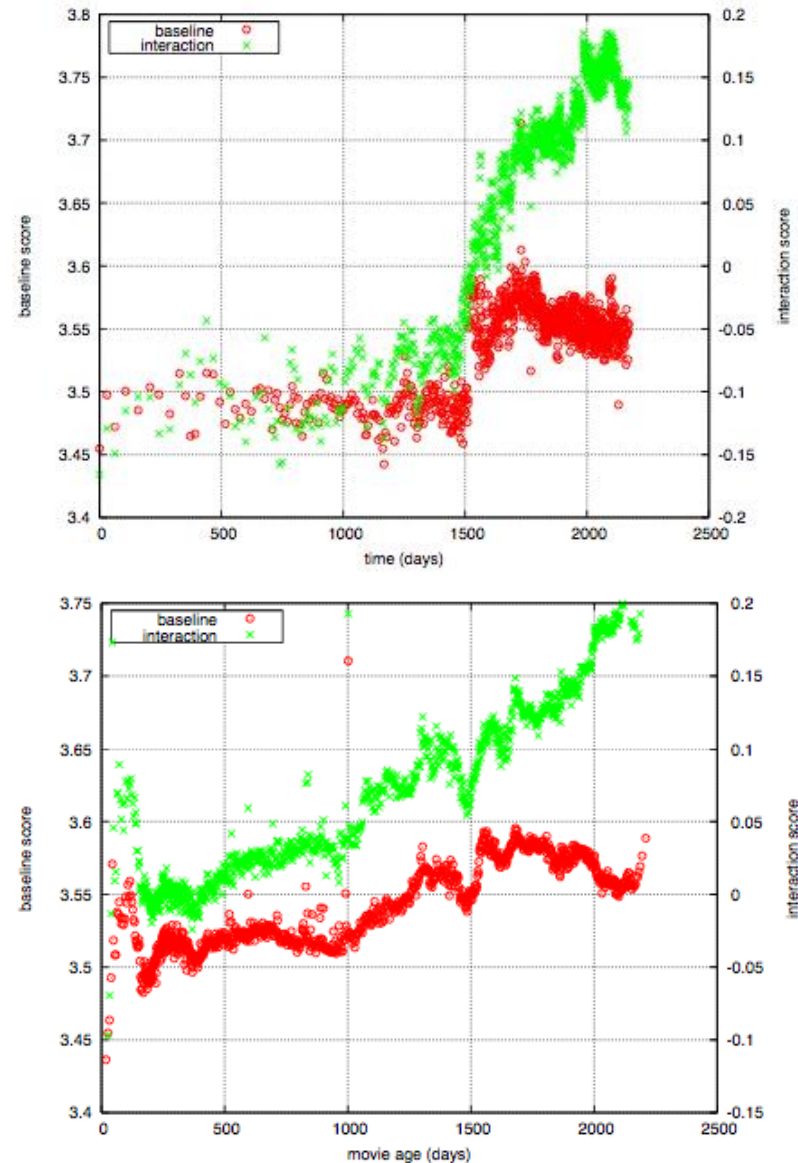 baseline
interaction
3.8
3.75
3.7
3.65
3.6
3.55
3.5
3.45
3.4
baseline score
0.2
0.15
0.1
0.05
0
-0.05
-0.1
-0.15
-0.2
interaction score
0 500 1000 1500 2000 2500
time (days)
baseline
interaction
3.75
3.7
3.65
3.6
3.55
3.5
3.45
3.4
baseline score
0.2
0.15
0.1
0.05
0
-0.05
-0.1
-0.15
interaction score
0 500 1000 1500 2000 2500
movie age (days)